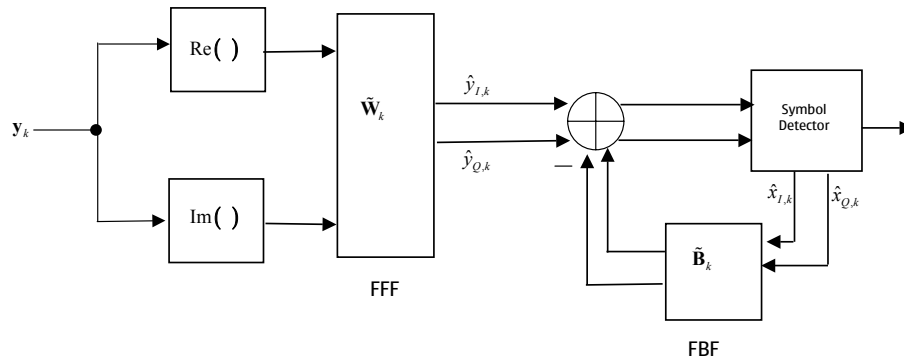 Re( )
y_k
W̃_k
ŷ_{I,k}
ŷ_{Q,k}
Symbol
Detector
—
x̂_{I,k}
x̂_{Q,k}
Im( )
B̃_k
FFF
FBF